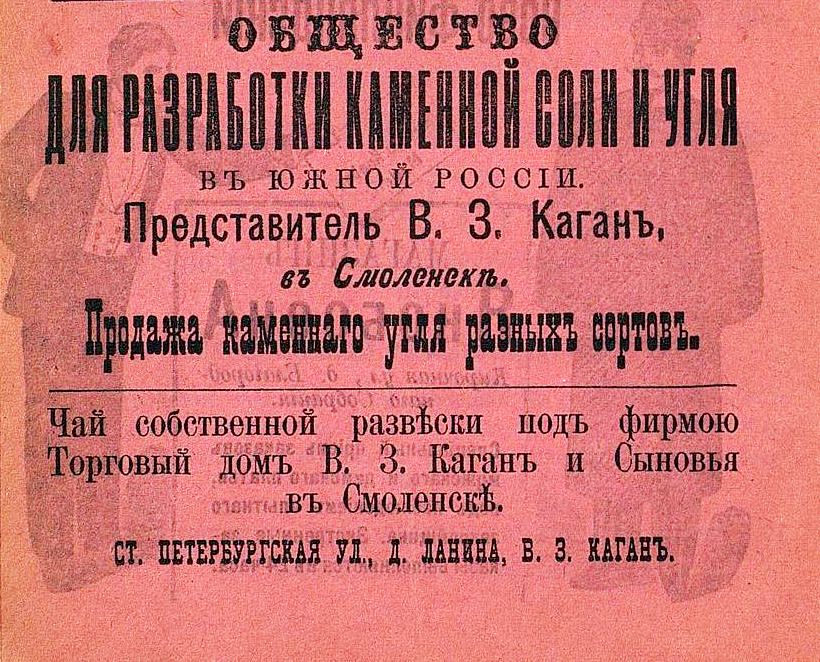 ОБЩЕСТВО
ДЛЯ РАЗРАБОТКИ КАМЕННОЙ СОЛИ И УГЛЯ
ВЪ ЮЖНОЙ РОССІИ.
Представитель В. З. Каганъ,
въ Смоленскѣ.
Продажа каменнаго угля разныхъ сортовъ.
Чай собственной развѣски подъ фирмою
Торговый домъ В. З. Каганъ и Сыновья
въ Смоленскѣ.
СТ. ПЕТЕРБУРГСКАЯ УЛ., Д. ЛАНИНА, В. З. КАГАНЪ.